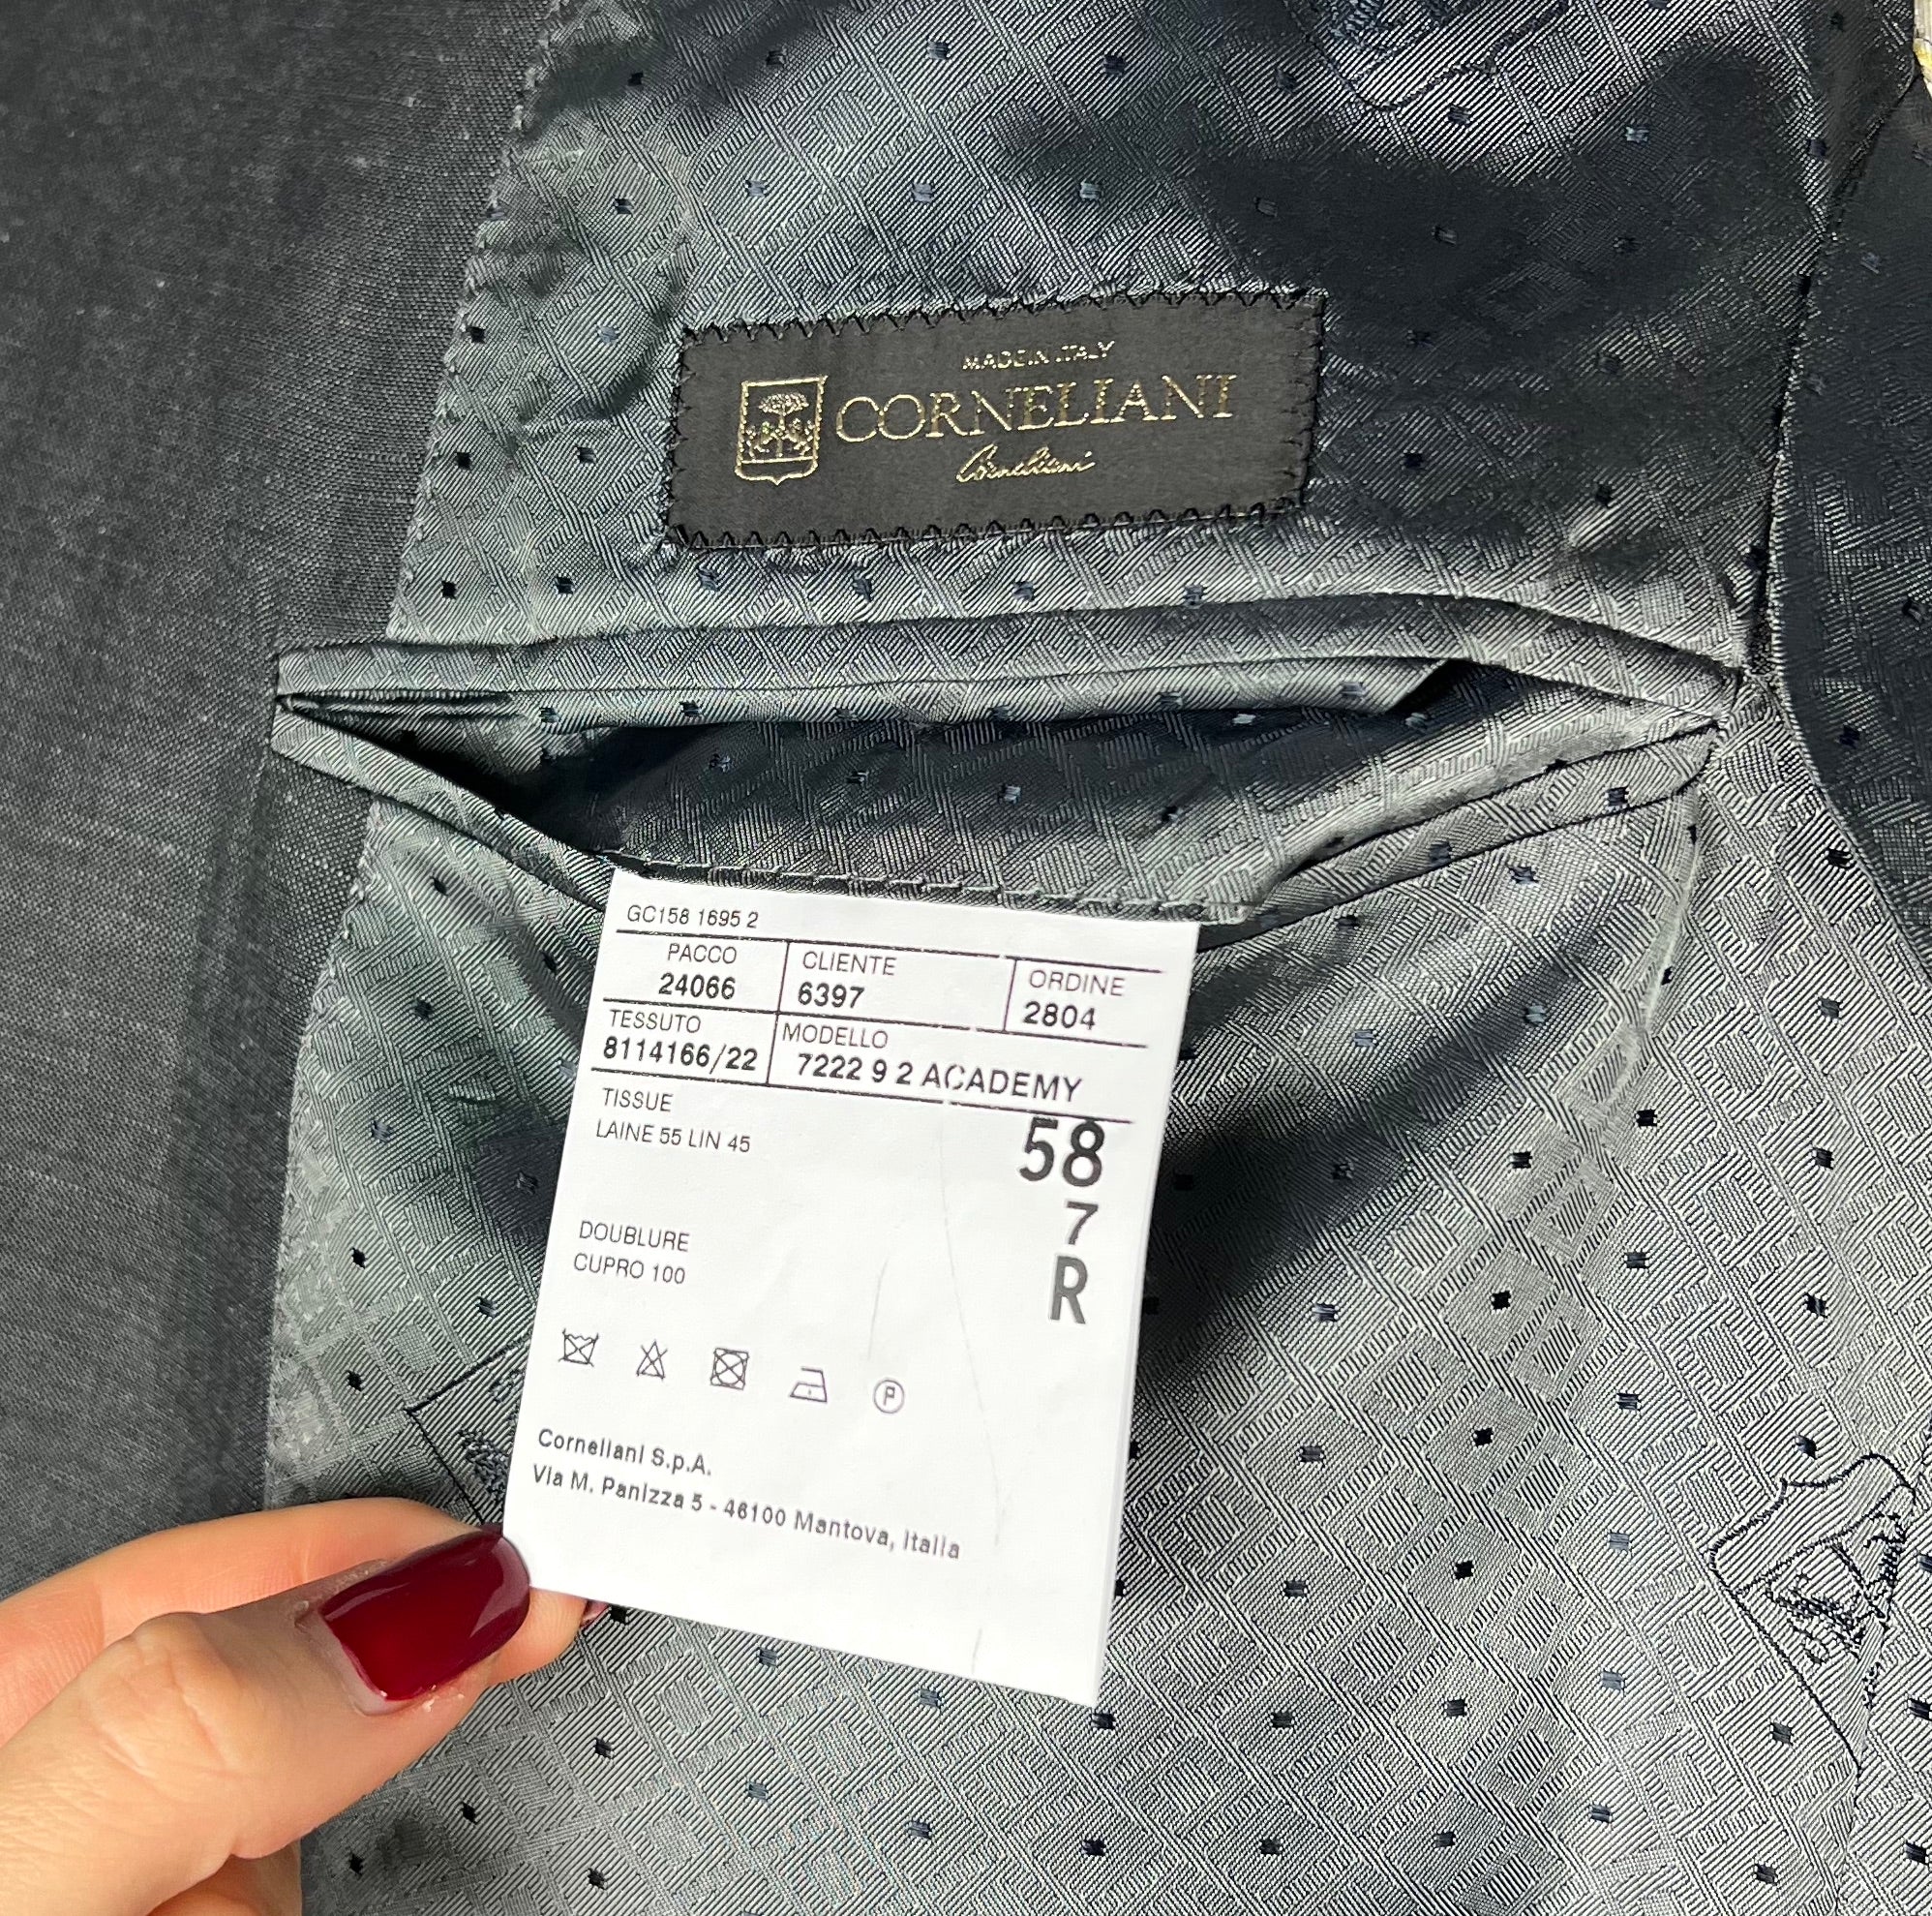 MADE IN ITALY
CORNELIANI
Corneliani
GC158 1695 2
PACCO CLIENTE ORDINE
24066 6397 2804
TESSUTO MODELLO
8114166/22 7222 9 2 ACADEMY
TISSUE
LAINE 55 LIN 45
58
7
R
DOUBLURE
CUPRO 100
P
Corneliani S.p.A.
Via M. Panizza 5 - 46100 Mantova, Italia